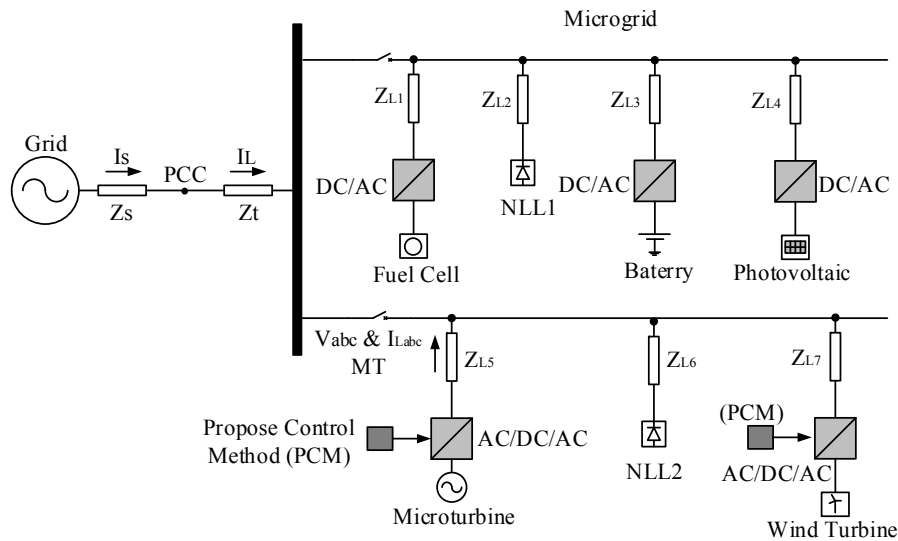 Microgrid
ZL1
ZL2
ZL3
ZL4
Grid
Is
PCC
IL
Zs
Zt
DC/AC
NLL1
DC/AC
DC/AC
Fuel Cell
Baterry
Photovoltaic
Vabc & ILabc
MT
ZL5
ZL6
ZL7
Propose Control
Method (PCM)
AC/DC/AC
(PCM)
NLL2
AC/DC/AC
Microturbine
Wind Turbine